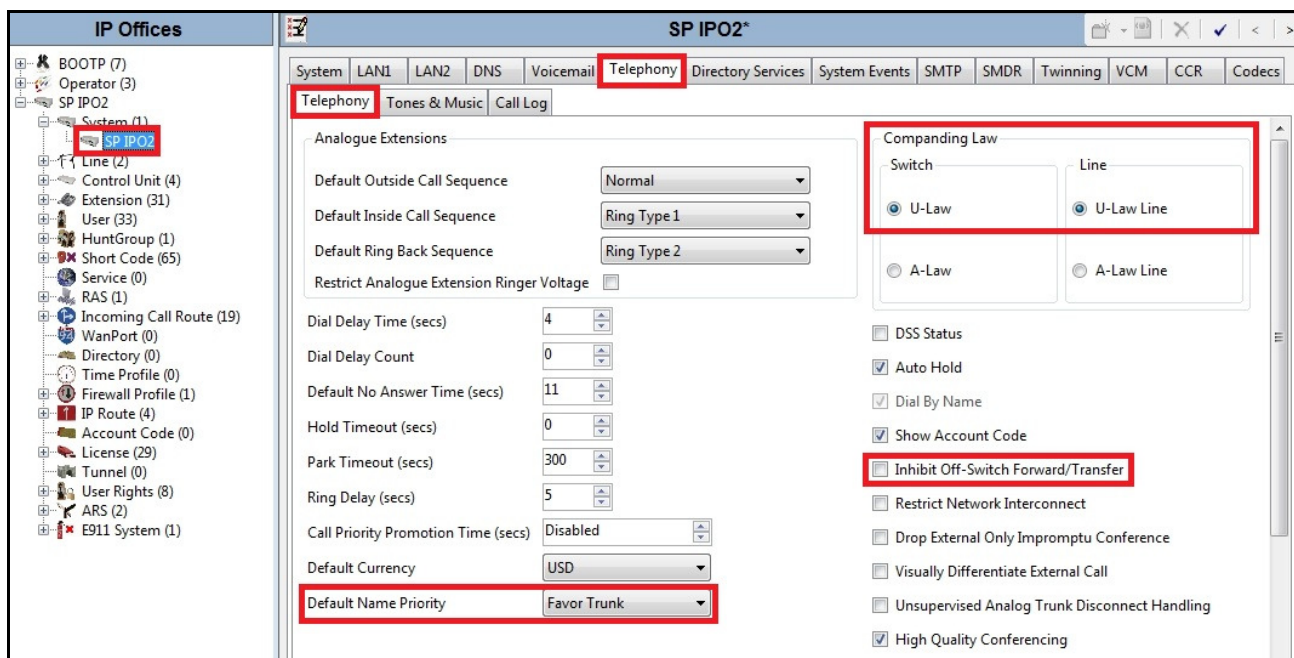 IP Offices
BOOTP (7)
Operator (3)
SP IPO2
System (1)
SP IPO2
Line (2)
Control Unit (4)
Extension (31)
User (33)
HuntGroup (1)
Short Code (65)
Service (0)
RAS (1)
Incoming Call Route (19)
WanPort (0)
Directory (0)
Time Profile (0)
Firewall Profile (1)
IP Route (4)
Account Code (0)
License (29)
Tunnel (0)
User Rights (8)
ARS (2)
E911 System (1)
SP IPO2*
System LAN1 LAN2 DNS Voicemail Telephony Directory Services System Events SMTP SMDR Twinning VCM CCR Codecs
Telephony Tones & Music Call Log
Analogue Extensions
Default Outside Call Sequence Normal
Default Inside Call Sequence Ring Type 1
Default Ring Back Sequence Ring Type 2
Restrict Analogue Extension Ringer Voltage
Dial Delay Time (secs) 4
Dial Delay Count 0
Default No Answer Time (secs) 11
Hold Timeout (secs) 0
Park Timeout (secs) 300
Ring Delay (secs) 5
Call Priority Promotion Time (secs) Disabled
Default Currency USD
Default Name Priority Favor Trunk
Companding Law
Switch Line
U-Law U-Law Line
A-Law A-Law Line
DSS Status
Auto Hold
Dial By Name
Show Account Code
Inhibit Off-Switch Forward/Transfer
Restrict Network Interconnect
Drop External Only Impromptu Conference
Visually Differentiate External Call
Unsupervised Analog Trunk Disconnect Handling
High Quality Conferencing